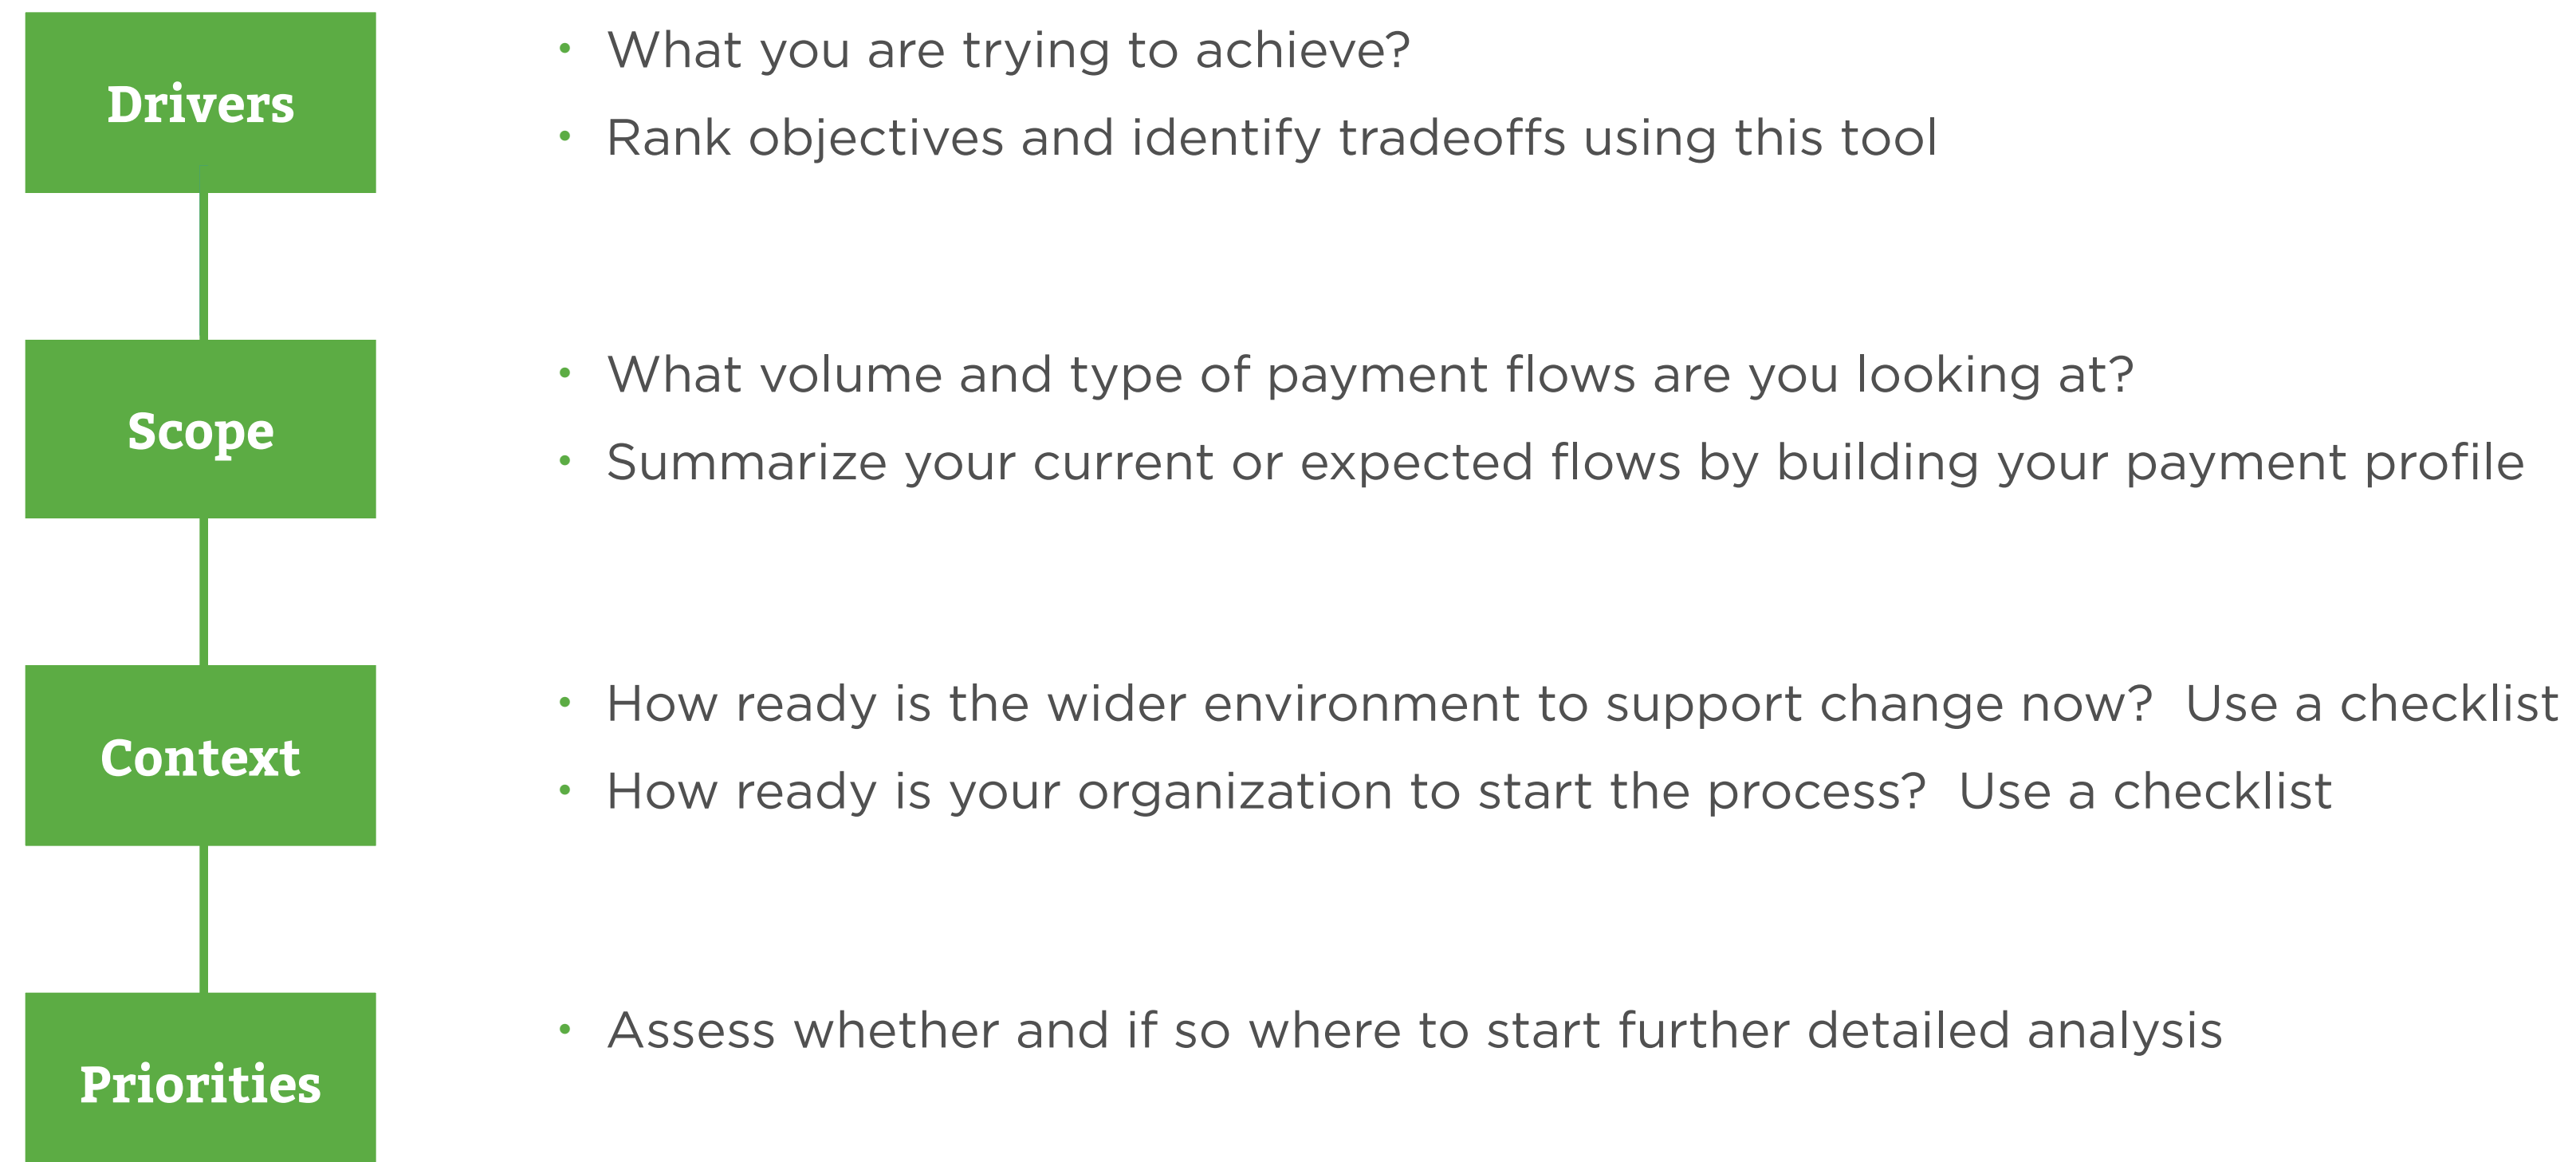 Drivers
• What you are trying to achieve?
• Rank objectives and identify tradeoffs using this tool
Scope
• What volume and type of payment flows are you looking at?
• Summarize your current or expected flows by building your payment profile
Context
• How ready is the wider environment to support change now?  Use a checklist
• How ready is your organization to start the process?  Use a checklist
Priorities
• Assess whether and if so where to start further detailed analysis